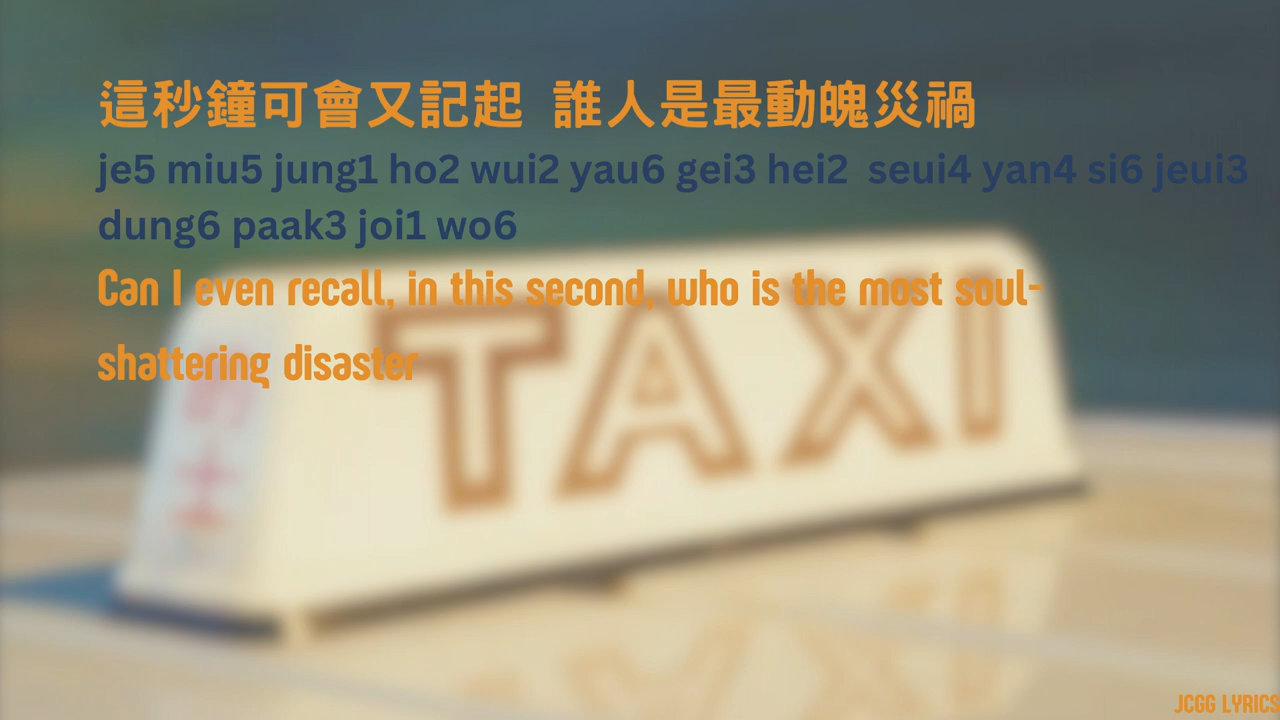 這秒鐘可會又記起 誰人是最動魄災禍
je5 miu5 jung1 ho2 wui2 yau6 gei3 hei2 seui4 yan4 si6 jeui3
dung6 paak3 joi1 wo6
Can I even recall, in this second, who is the most soul-
shattering disaster
TAXI
的士
JCGG LYRICS